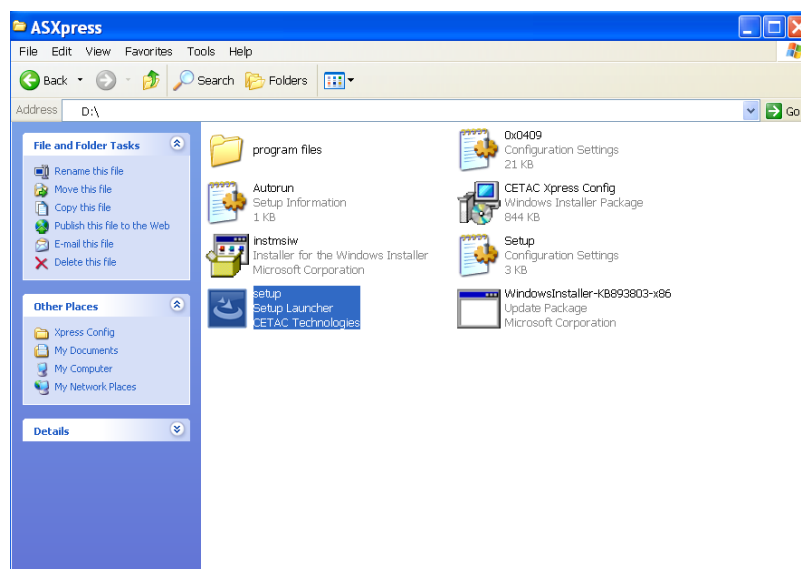 ASXpress
File Edit View Favorites Tools Help
Back Search Folders
Address D:\ Go
File and Folder Tasks
Rename this file
Move this file
Copy this file
Publish this file to the Web
E-mail this file
Delete this file
Other Places
Xpress Config
My Documents
My Computer
My Network Places
Details
program files
0x0409
Configuration Settings
21 KB
Autorun
Setup Information
1 KB
CETAC Xpress Config
Windows Installer Package
844 KB
instmsiw
Installer for the Windows Installer
Microsoft Corporation
Setup
Configuration Settings
3 KB
setup
Setup Launcher
CETAC Technologies
WindowsInstaller-KB893803-x86
Update Package
Microsoft Corporation